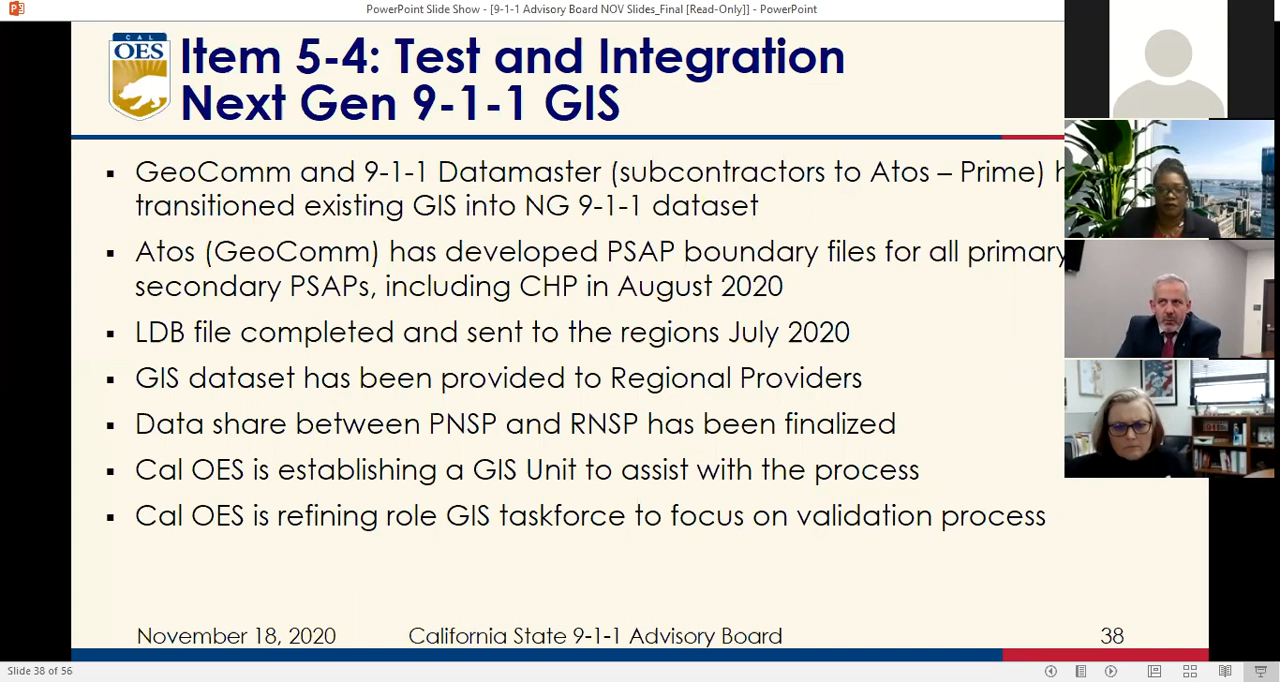 PowerPoint Slide Show - [9-1-1 Advisory Board NOV Slides_Final [Read-Only]] - PowerPoint
CAL
OES
Item 5-4: Test and Integration
Next Gen 9-1-1 GIS
▪ GeoComm and 9-1-1 Datamaster (subcontractors to Atos – Prime)
transitioned existing GIS into NG 9-1-1 dataset
▪ Atos (GeoComm) has developed PSAP boundary files for all primary
secondary PSAPs, including CHP in August 2020
▪ LDB file completed and sent to the regions July 2020
▪ GIS dataset has been provided to Regional Providers
▪ Data share between PNSP and RNSP has been finalized
▪ Cal OES is establishing a GIS Unit to assist with the process
▪ Cal OES is refining role GIS taskforce to focus on validation process
November 18, 2020 California State 9-1-1 Advisory Board 38
Slide 38 of 56